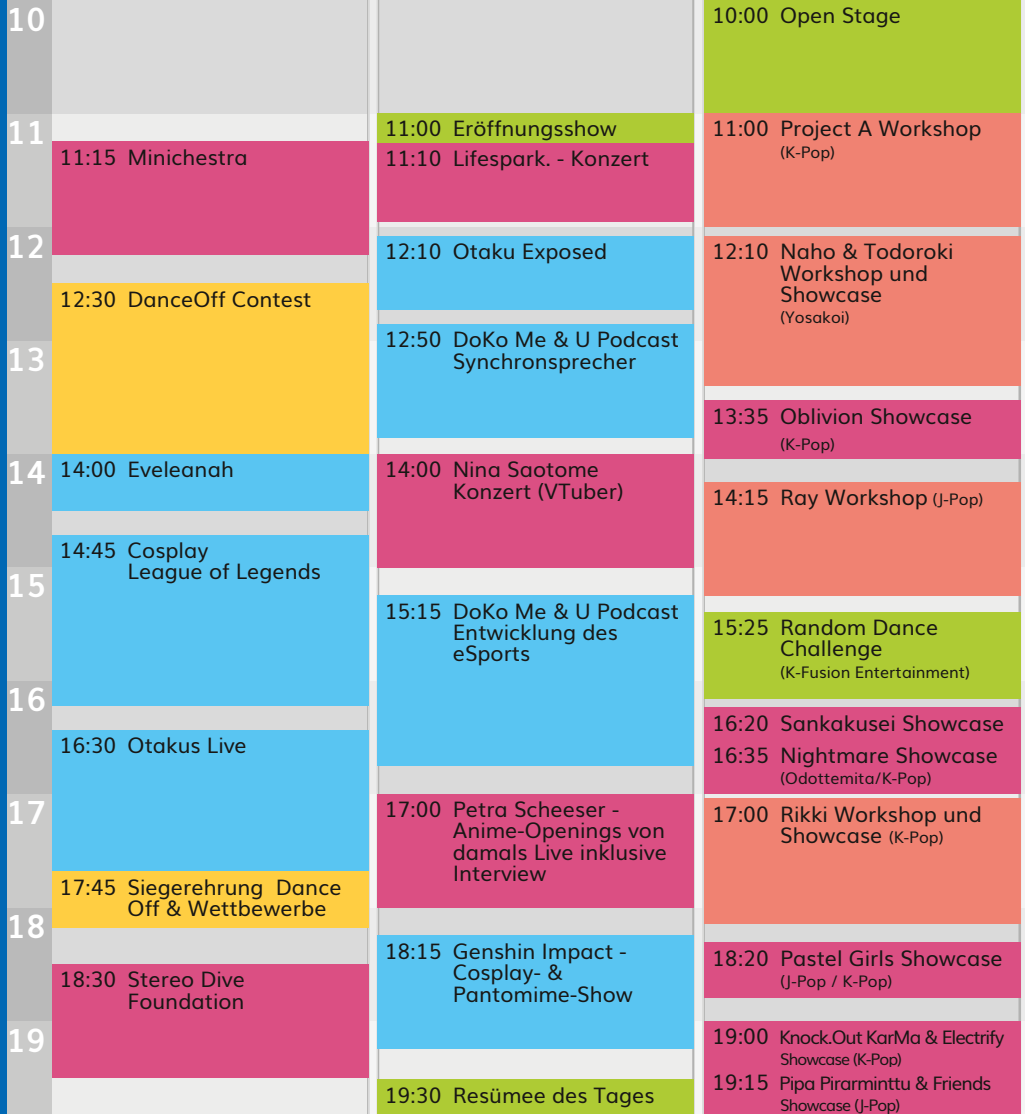 10
11
12
13
14
15
16
17
18
19
11:15 Minichestra
12:30 DanceOff Contest
14:00 Eveleanah
14:45 Cosplay
League of Legends
16:30 Otakus Live
17:45 Siegerehrung Dance
Off & Wettbewerbe
18:30 Stereo Dive
Foundation
11:00 Eröffnungsshow
11:10 Lifespark. - Konzert
12:10 Otaku Exposed
12:50 DoKo Me & U Podcast
Synchronsprecher
14:00 Nina Saotome
Konzert (VTuber)
15:15 DoKo Me & U Podcast
Entwicklung des
eSports
17:00 Petra Scheeser -
Anime-Openings von
damals Live inklusive
Interview
18:15 Genshin Impact -
Cosplay- &
Pantomime-Show
19:30 Resümee des Tages
10:00 Open Stage
11:00 Project A Workshop
(K-Pop)
12:10 Naho & Todoroki
Workshop und
Showcase
(Yosakoi)
13:35 Oblivion Showcase
(K-Pop)
14:15 Ray Workshop (J-Pop)
15:25 Random Dance
Challenge
(K-Fusion Entertainment)
16:20 Sankakusei Showcase
16:35 Nightmare Showcase
(Odottemita/K-Pop)
17:00 Rikki Workshop und
Showcase (K-Pop)
18:20 Pastel Girls Showcase
(J-Pop / K-Pop)
19:00 Knock.Out KarMa & Electrify
Showcase (K-Pop)
19:15 Pipa Pirarminttu & Friends
Showcase (J-Pop)